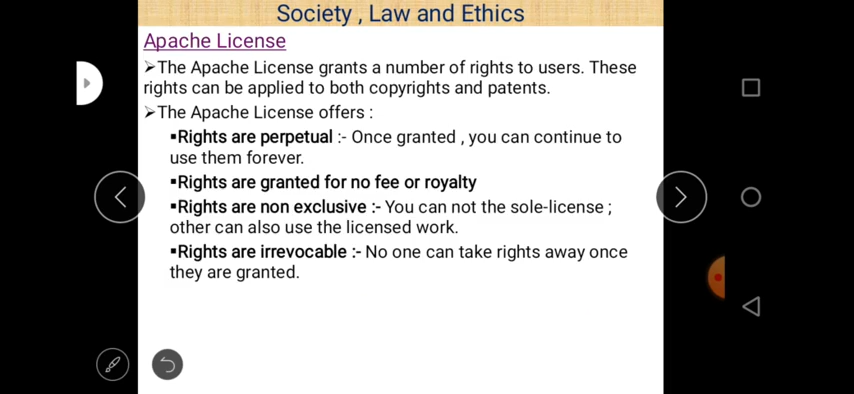 Society , Law and Ethics
Apache License
➢The Apache License grants a number of rights to users. These
rights can be applied to both copyrights and patents.
➢The Apache License offers :
▪Rights are perpetual :- Once granted , you can continue to
use them forever.
▪Rights are granted for no fee or royalty
▪Rights are non exclusive :- You can not the sole-license ;
other can also use the licensed work.
▪Rights are irrevocable :- No one can take rights away once
they are granted.